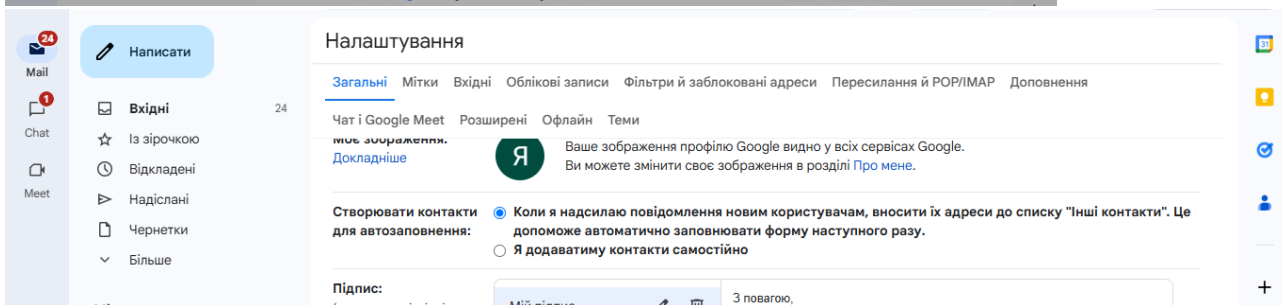 Налаштування
24
Mail
1
Chat
Meet
Написати
Вхідні 24
Із зірочкою
Відкладені
Надіслані
Чернетки
Більше
Загальні Мітки Вхідні Облікові записи Фільтри й заблоковані адреси Пересилання й POP/IMAP Доповнення
Чат і Google Meet Розширені Офлайн Теми
Моє зображення:
Докладніше
Я
Ваше зображення профілю Google видно у всіх сервісах Google.
Ви можете змінити своє зображення в розділі Про мене.
Створювати контакти
для автозаповнення:
Коли я надсилаю повідомлення новим користувачам, вносити їх адреси до списку "Інші контакти". Це
допоможе автоматично заповнювати форму наступного разу.
Я додаватиму контакти самостійно
Підпис:
Мій підпис
З повагою,
31